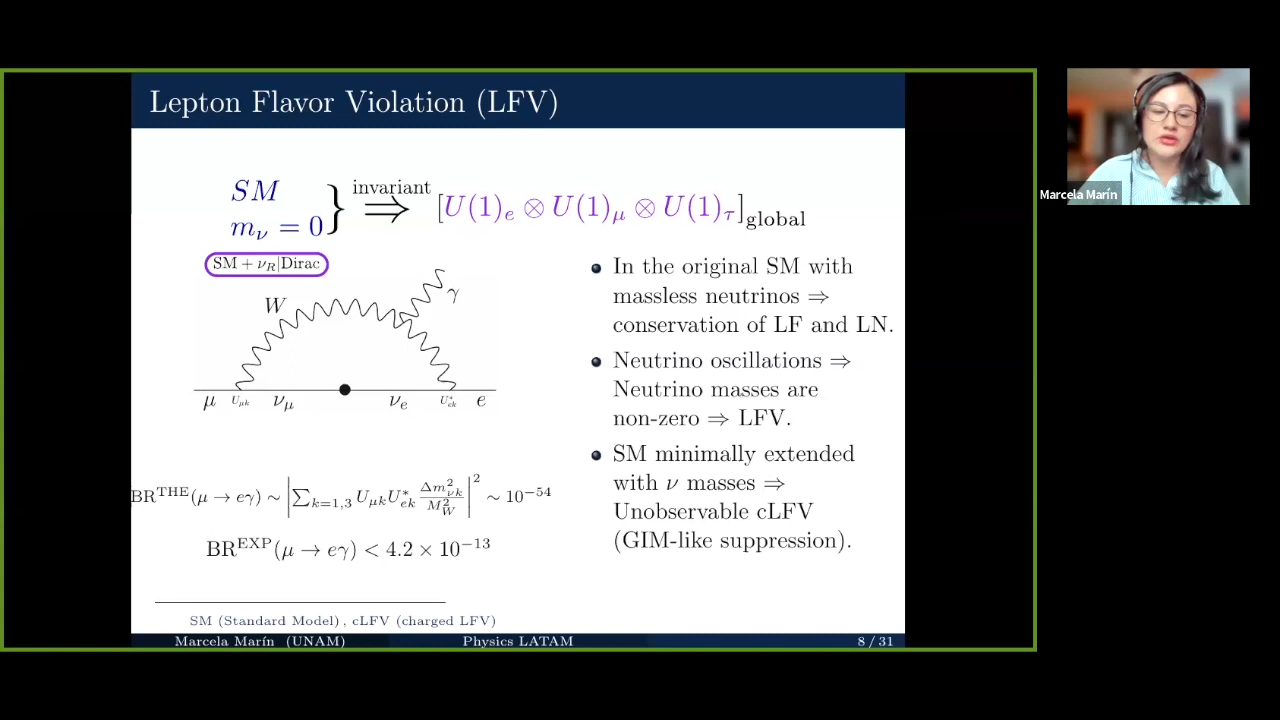 Lepton Flavor Violation (LFV)
SM
m_ν = 0 } invariant ⇒ [U(1)_e ⊗ U(1)_μ ⊗ U(1)_τ]_global
SM + ν_R|Dirac
W
γ
μ U_μk ν_μ ν_e U*_ek e
BR^THE(μ → eγ) ∼ |∑_{k=1,3} U_μk U*_ek Δm²_νk / M²_W|² ∼ 10^−54
BR^EXP(μ → eγ) < 4.2 × 10^−13
In the original SM with
massless neutrinos ⇒
conservation of LF and LN.
Neutrino oscillations ⇒
Neutrino masses are
non-zero ⇒ LFV.
SM minimally extended
with ν masses ⇒
Unobservable cLFV
(GIM-like suppression).
SM (Standard Model), cLFV (charged LFV)
Marcela Marín (UNAM) Physics LATAM 8 / 31
Marcela Marín